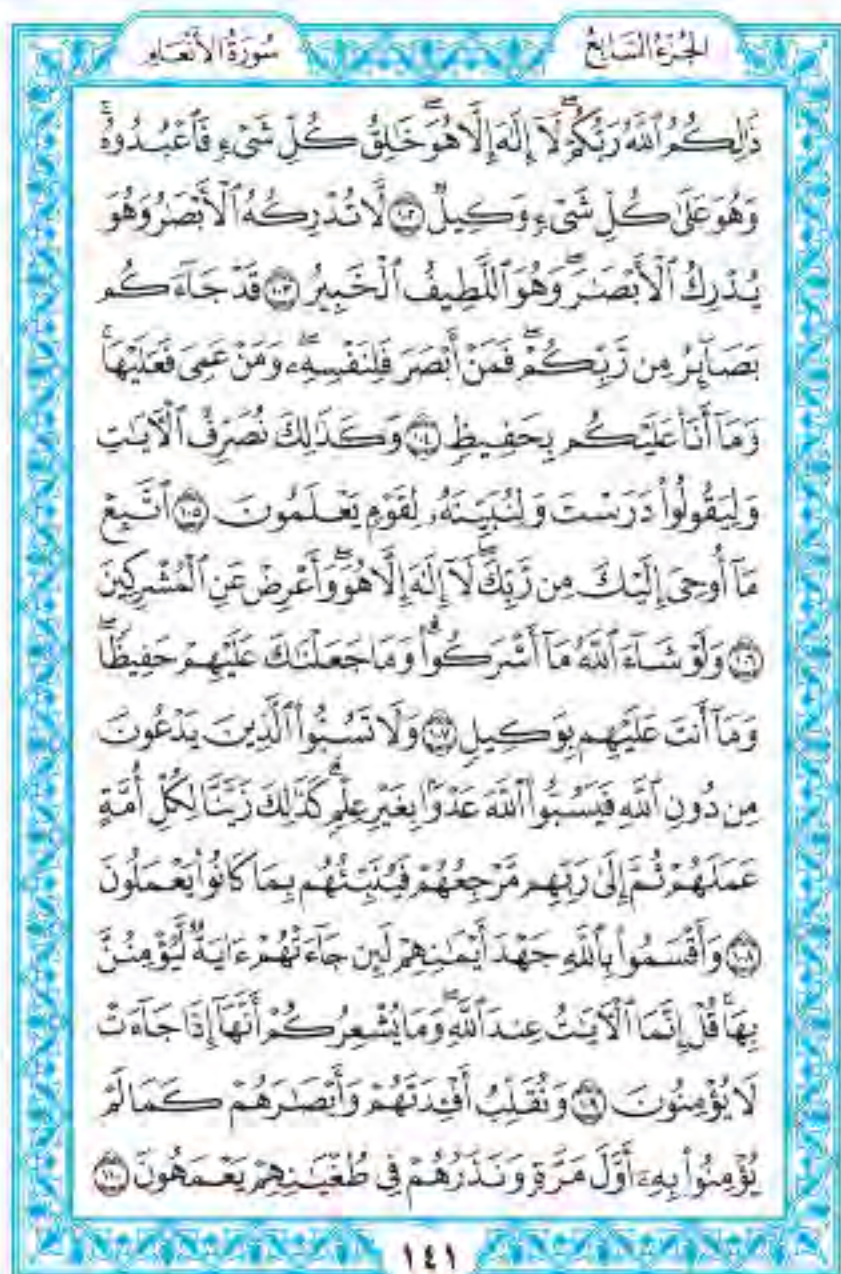 الجُزْءُ السَّابِعُ
سُورَةُ الأَنْعَامِ
ذَٰلِكُمُ ٱللَّهُ رَبُّكُمْۖ لَآ إِلَٰهَ إِلَّا هُوَۖ خَٰلِقُ كُلِّ شَىْءٍ فَٱعْبُدُوهُۚ
وَهُوَ عَلَىٰ كُلِّ شَىْءٍ وَكِيلٌ ١٠٢ لَّا تُدْرِكُهُ ٱلْأَبْصَٰرُ وَهُوَ
يُدْرِكُ ٱلْأَبْصَٰرَۖ وَهُوَ ٱللَّطِيفُ ٱلْخَبِيرُ ١٠٣ قَدْ جَآءَكُم
بَصَآئِرُ مِن رَّبِّكُمْۖ فَمَنْ أَبْصَرَ فَلِنَفْسِهِۦۖ وَمَنْ عَمِىَ فَعَلَيْهَاۚ
وَمَآ أَنَا۠ عَلَيْكُم بِحَفِيظٍ ١٠٤ وَكَذَٰلِكَ نُصَرِّفُ ٱلْءَايَٰتِ
وَلِيَقُولُوا۟ دَرَسْتَ وَلِنُبَيِّنَهُۥ لِقَوْمٍ يَعْلَمُونَ ١٠٥ ٱتَّبِعْ
مَآ أُوحِىَ إِلَيْكَ مِن رَّبِّكَۖ لَآ إِلَٰهَ إِلَّا هُوَۖ وَأَعْرِضْ عَنِ ٱلْمُشْرِكِينَ
١٠٦ وَلَوْ شَآءَ ٱللَّهُ مَآ أَشْرَكُوا۟ۗ وَمَا جَعَلْنَٰكَ عَلَيْهِمْ حَفِيظًاۖ
وَمَآ أَنتَ عَلَيْهِم بِوَكِيلٍ ١٠٧ وَلَا تَسُبُّوا۟ ٱلَّذِينَ يَدْعُونَ
مِن دُونِ ٱللَّهِ فَيَسُبُّوا۟ ٱللَّهَ عَدْوًۢا بِغَيْرِ عِلْمٍۗ كَذَٰلِكَ زَيَّنَّا لِكُلِّ أُمَّةٍ
عَمَلَهُمْ ثُمَّ إِلَىٰ رَبِّهِم مَّرْجِعُهُمْ فَيُنَبِّئُهُم بِمَا كَانُوا۟ يَعْمَلُونَ
١٠٨ وَأَقْسَمُوا۟ بِٱللَّهِ جَهْدَ أَيْمَٰنِهِمْ لَئِن جَآءَتْهُمْ ءَايَةٌ لَّيُؤْمِنُنَّ
بِهَاۚ قُلْ إِنَّمَا ٱلْءَايَٰتُ عِندَ ٱللَّهِۖ وَمَا يُشْعِرُكُمْ أَنَّهَآ إِذَا جَآءَتْ
لَا يُؤْمِنُونَ ١٠٩ وَنُقَلِّبُ أَفْـِٔدَتَهُمْ وَأَبْصَٰرَهُمْ كَمَا لَمْ
يُؤْمِنُوا۟ بِهِۦٓ أَوَّلَ مَرَّةٍ وَنَذَرُهُمْ فِى طُغْيَٰنِهِمْ يَعْمَهُونَ ١١٠
١٤١